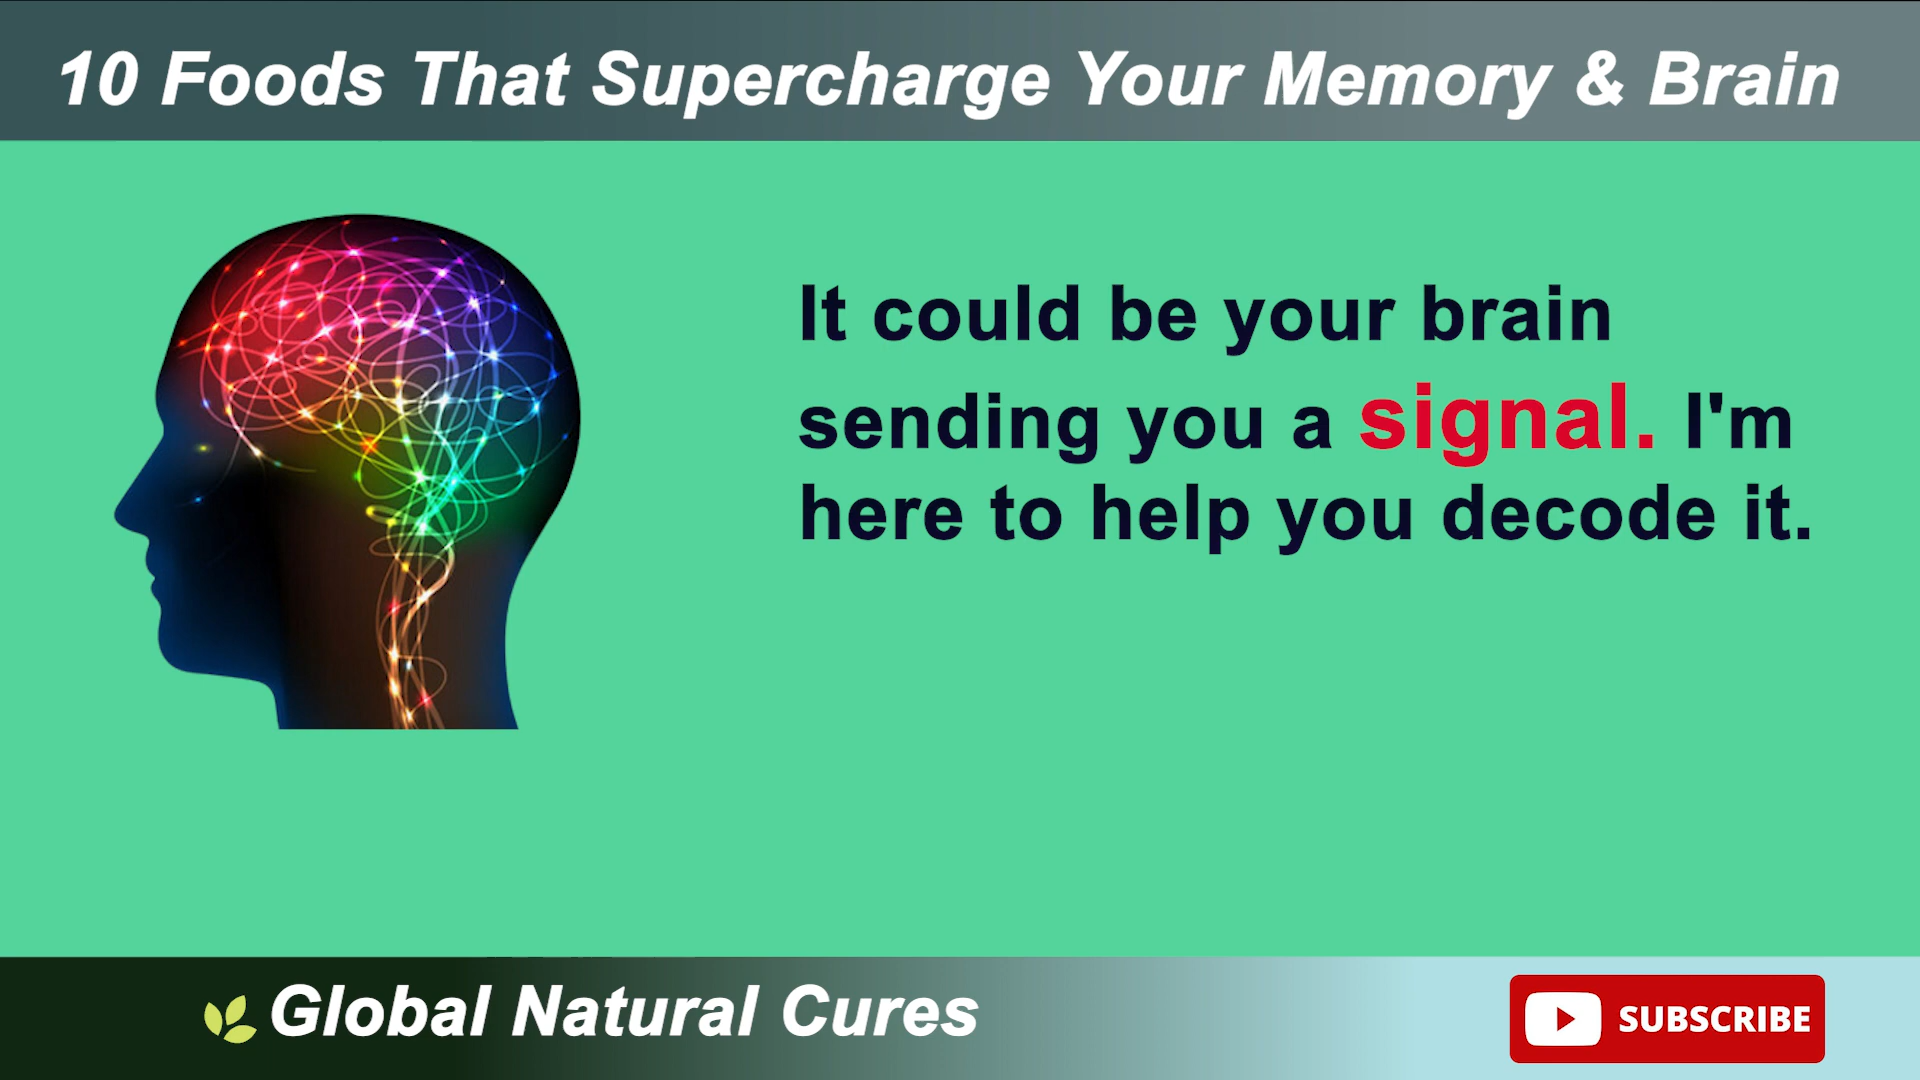 10 Foods That Supercharge Your Memory & Brain
It could be your brain
sending you a signal. I'm
here to help you decode it.
Global Natural Cures
SUBSCRIBE